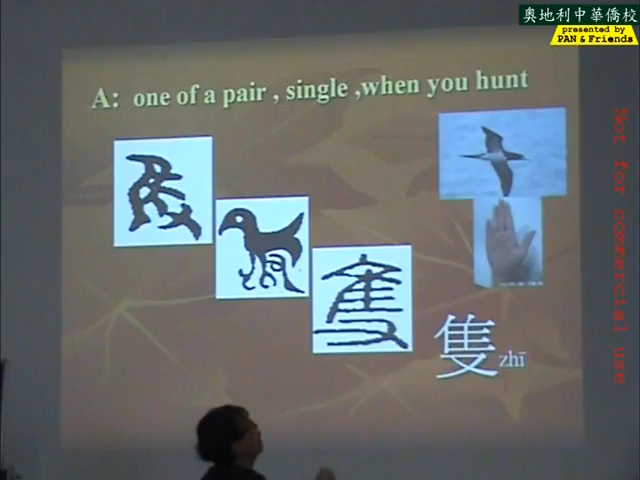 奧地利中華僑校
presented by
PAN & Friends
A: one of a pair , single ,when you hunt
隻 zhī
Not for commercial use